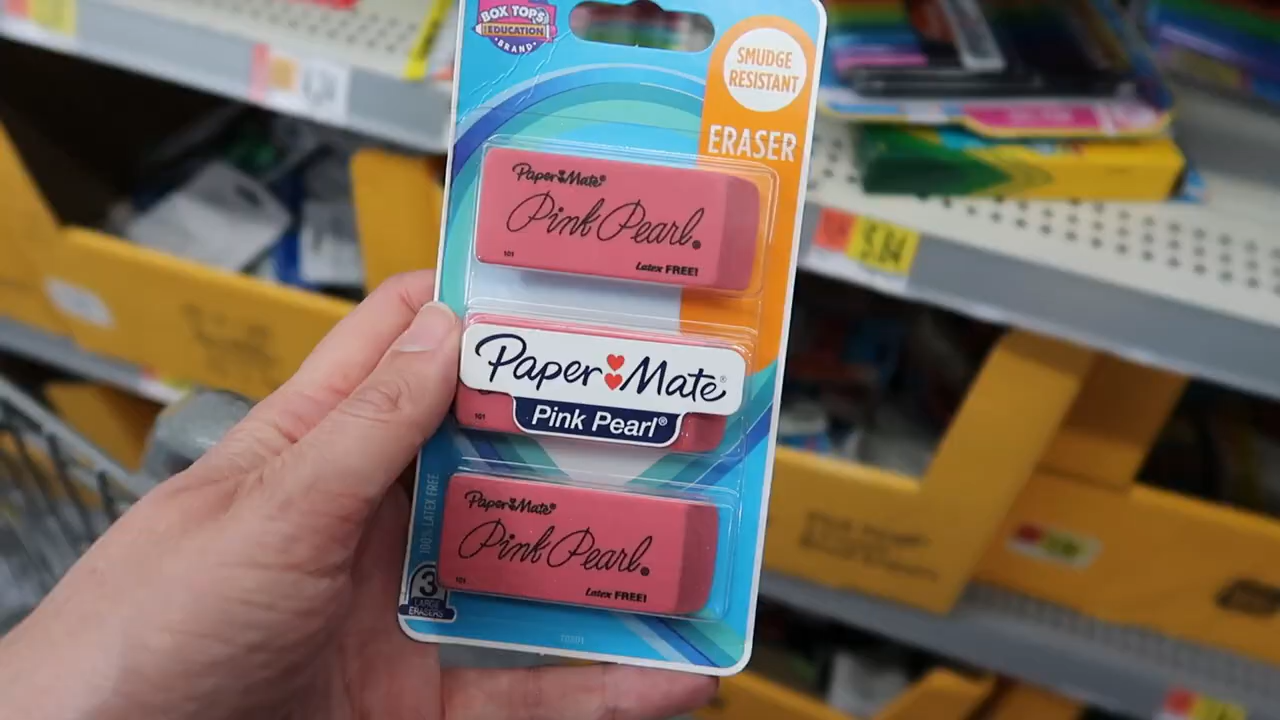 BOX TOPS
for EDUCATION
BRAND
SMUDGE
RESISTANT
ERASER
Paper Mate®
Pink Pearl®
101
Latex FREE!
Paper Mate®
Pink Pearl®
101
Paper Mate®
Pink Pearl®
101
Latex FREE!
100% LATEX FREE
3
LARGE
ERASERS